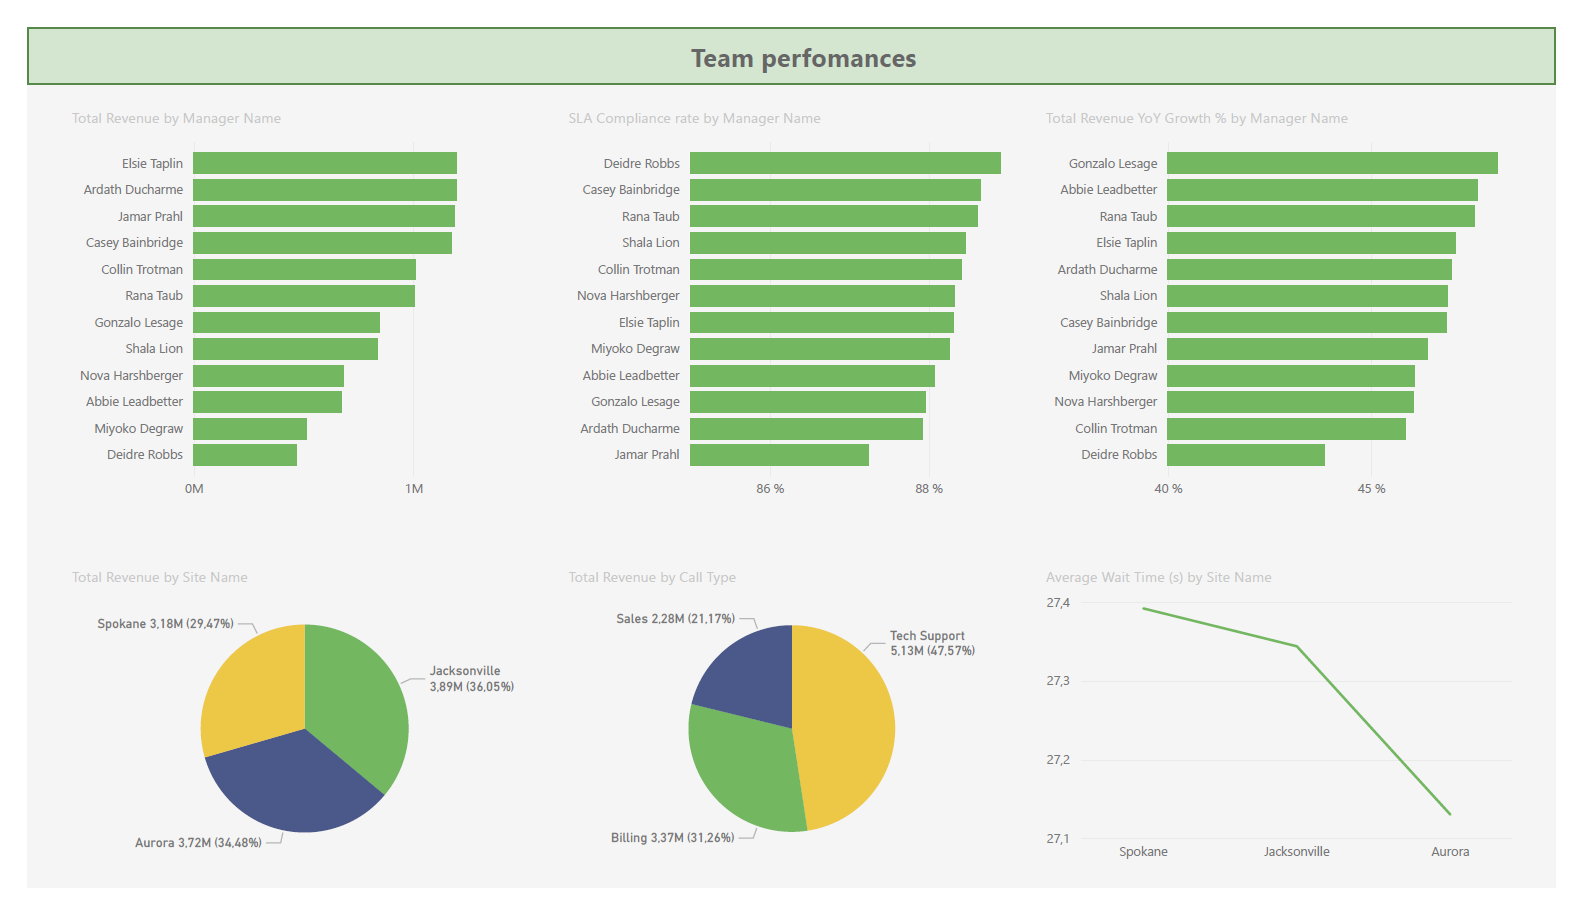 Team perfomances
Total Revenue by Manager Name
Elsie Taplin
Ardath Ducharme
Jamar Prahl
Casey Bainbridge
Collin Trotman
Rana Taub
Gonzalo Lesage
Shala Lion
Nova Harshberger
Abbie Leadbetter
Miyoko Degraw
Deidre Robbs
0M 1M
SLA Compliance rate by Manager Name
Deidre Robbs
Casey Bainbridge
Rana Taub
Shala Lion
Collin Trotman
Nova Harshberger
Elsie Taplin
Miyoko Degraw
Abbie Leadbetter
Gonzalo Lesage
Ardath Ducharme
Jamar Prahl
86 % 88 %
Total Revenue YoY Growth % by Manager Name
Gonzalo Lesage
Abbie Leadbetter
Rana Taub
Elsie Taplin
Ardath Ducharme
Shala Lion
Casey Bainbridge
Jamar Prahl
Miyoko Degraw
Nova Harshberger
Collin Trotman
Deidre Robbs
40 % 45 %
Total Revenue by Site Name
Spokane 3,18M (29,47%)
Jacksonville
3,89M (36,05%)
Aurora 3,72M (34,48%)
Total Revenue by Call Type
Sales 2,28M (21,17%)
Tech Support
5,13M (47,57%)
Billing 3,37M (31,26%)
Average Wait Time (s) by Site Name
27,4
27,3
27,2
27,1
Spokane Jacksonville Aurora